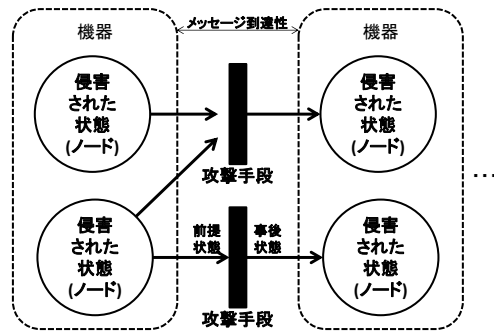 機器
メッセージ到達性
機器
侵害
された
状態
(ノード)
侵害
された
状態
(ノード)
攻撃手段
...
侵害
された
状態
(ノード)
前提
状態
事後
状態
侵害
された
状態
(ノード)
攻撃手段